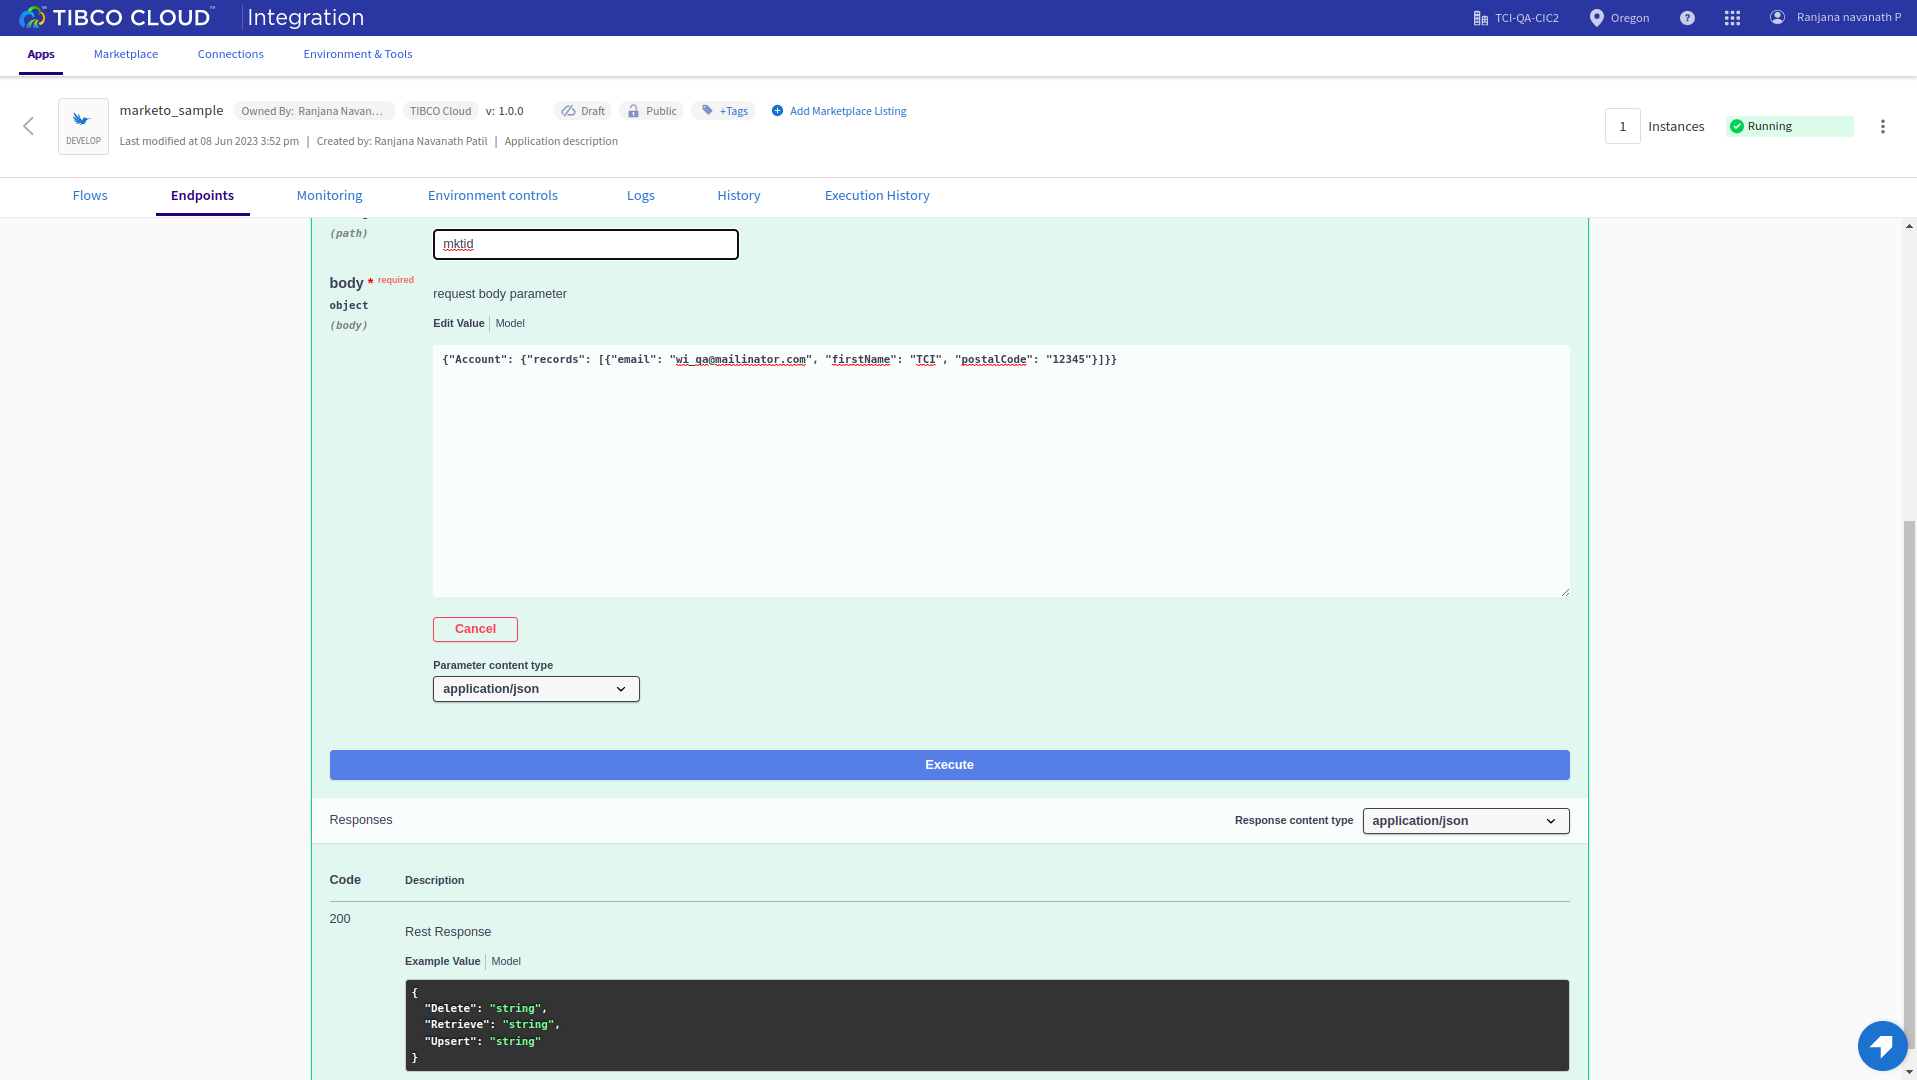 TIBCO CLOUD™ Integration
TCI-QA-CIC2
Oregon
?
Ranjana navanath P
Apps
Marketplace
Connections
Environment & Tools
DEVELOP
marketo_sample
Owned By: Ranjana Navan...
TIBCO Cloud
v: 1.0.0
Draft
Public
+Tags
Add Marketplace Listing
Last modified at 08 Jun 2023 3:52 pm | Created by: Ranjana Navanath Patil | Application description
1
Instances
Running
Flows
Endpoints
Monitoring
Environment controls
Logs
History
Execution History
(path)
mktid
body * required
object
(body)
request body parameter
Edit Value | Model
{"Account": {"records": [{"email": "wi_qa@mailinator.com", "firstName": "TCI", "postalCode": "12345"}]}}
Cancel
Parameter content type
application/json
Execute
Responses
Response content type
application/json
Code
Description
200
Rest Response
Example Value | Model
{
"Delete": "string",
"Retrieve": "string",
"Upsert": "string"
}